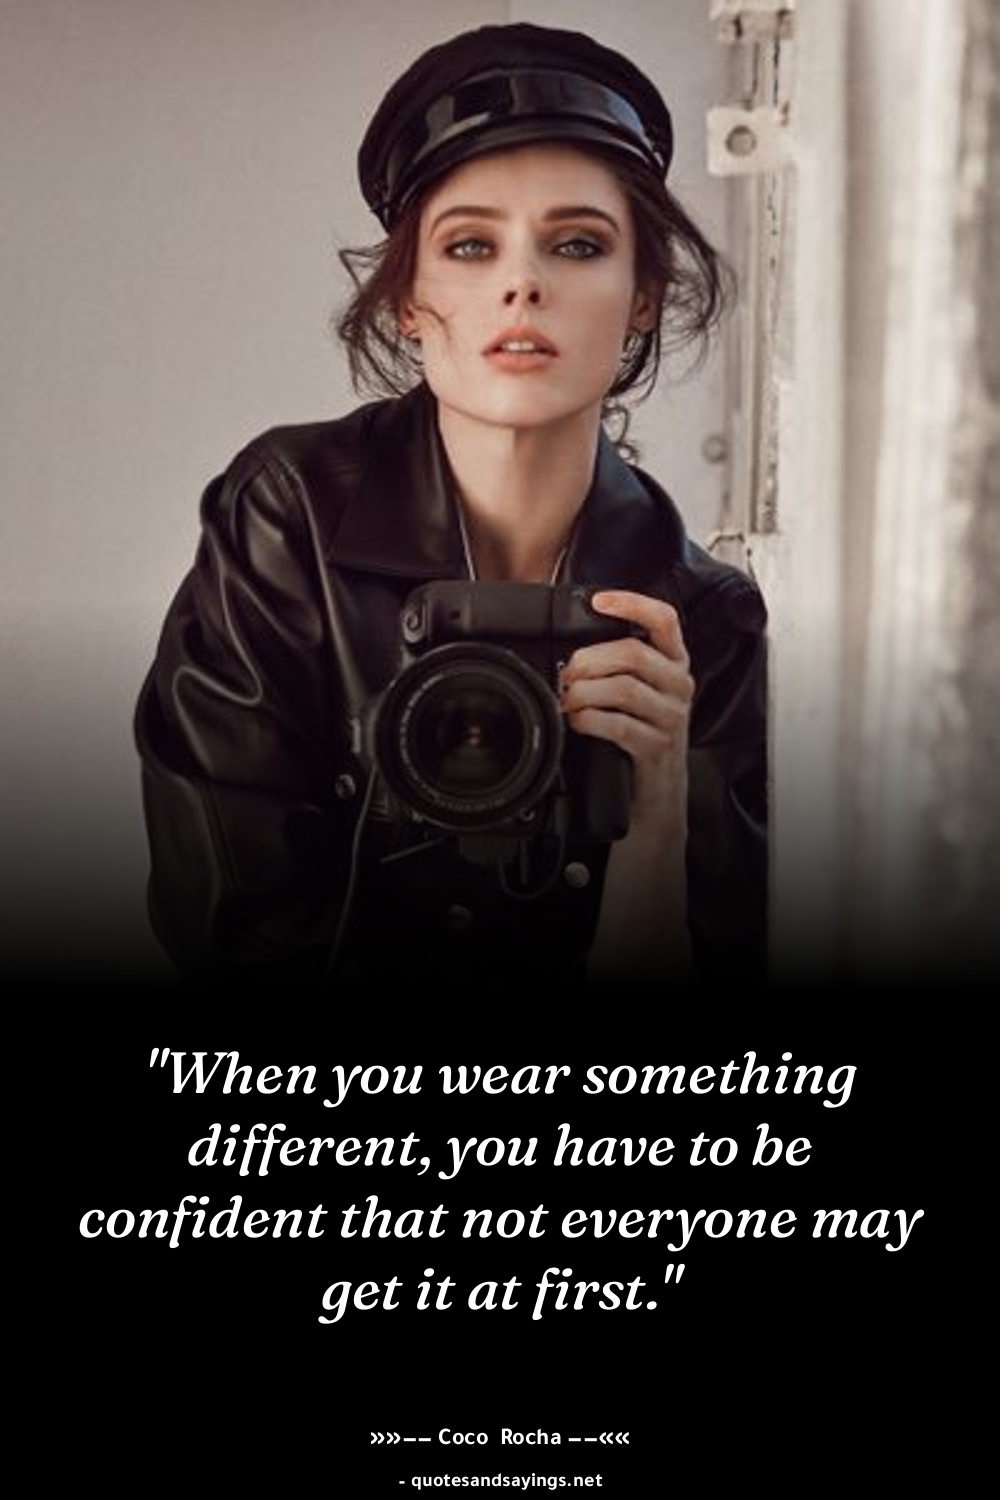 "When you wear something
different, you have to be
confident that not everyone may
get it at first."
»»−− Coco Rocha −−««
- quotesandsayings.net